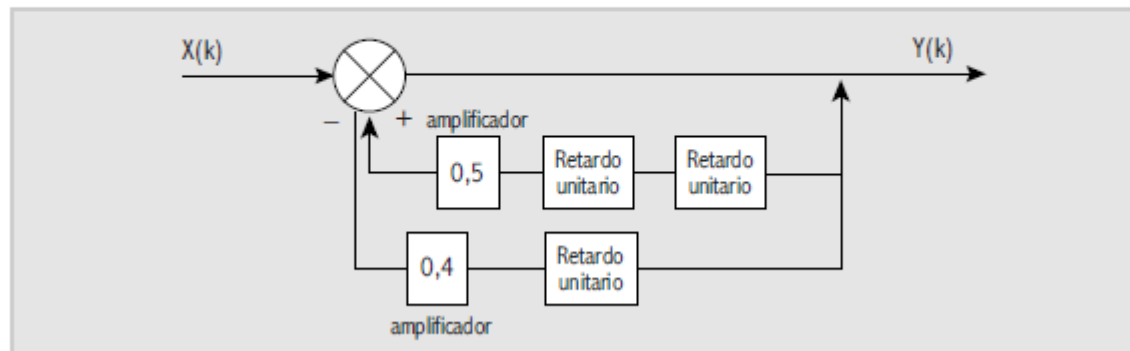 X(k)
Y(k)
− + amplificador
0,5
Retardo
unitario
Retardo
unitario
0,4
Retardo
unitario
amplificador